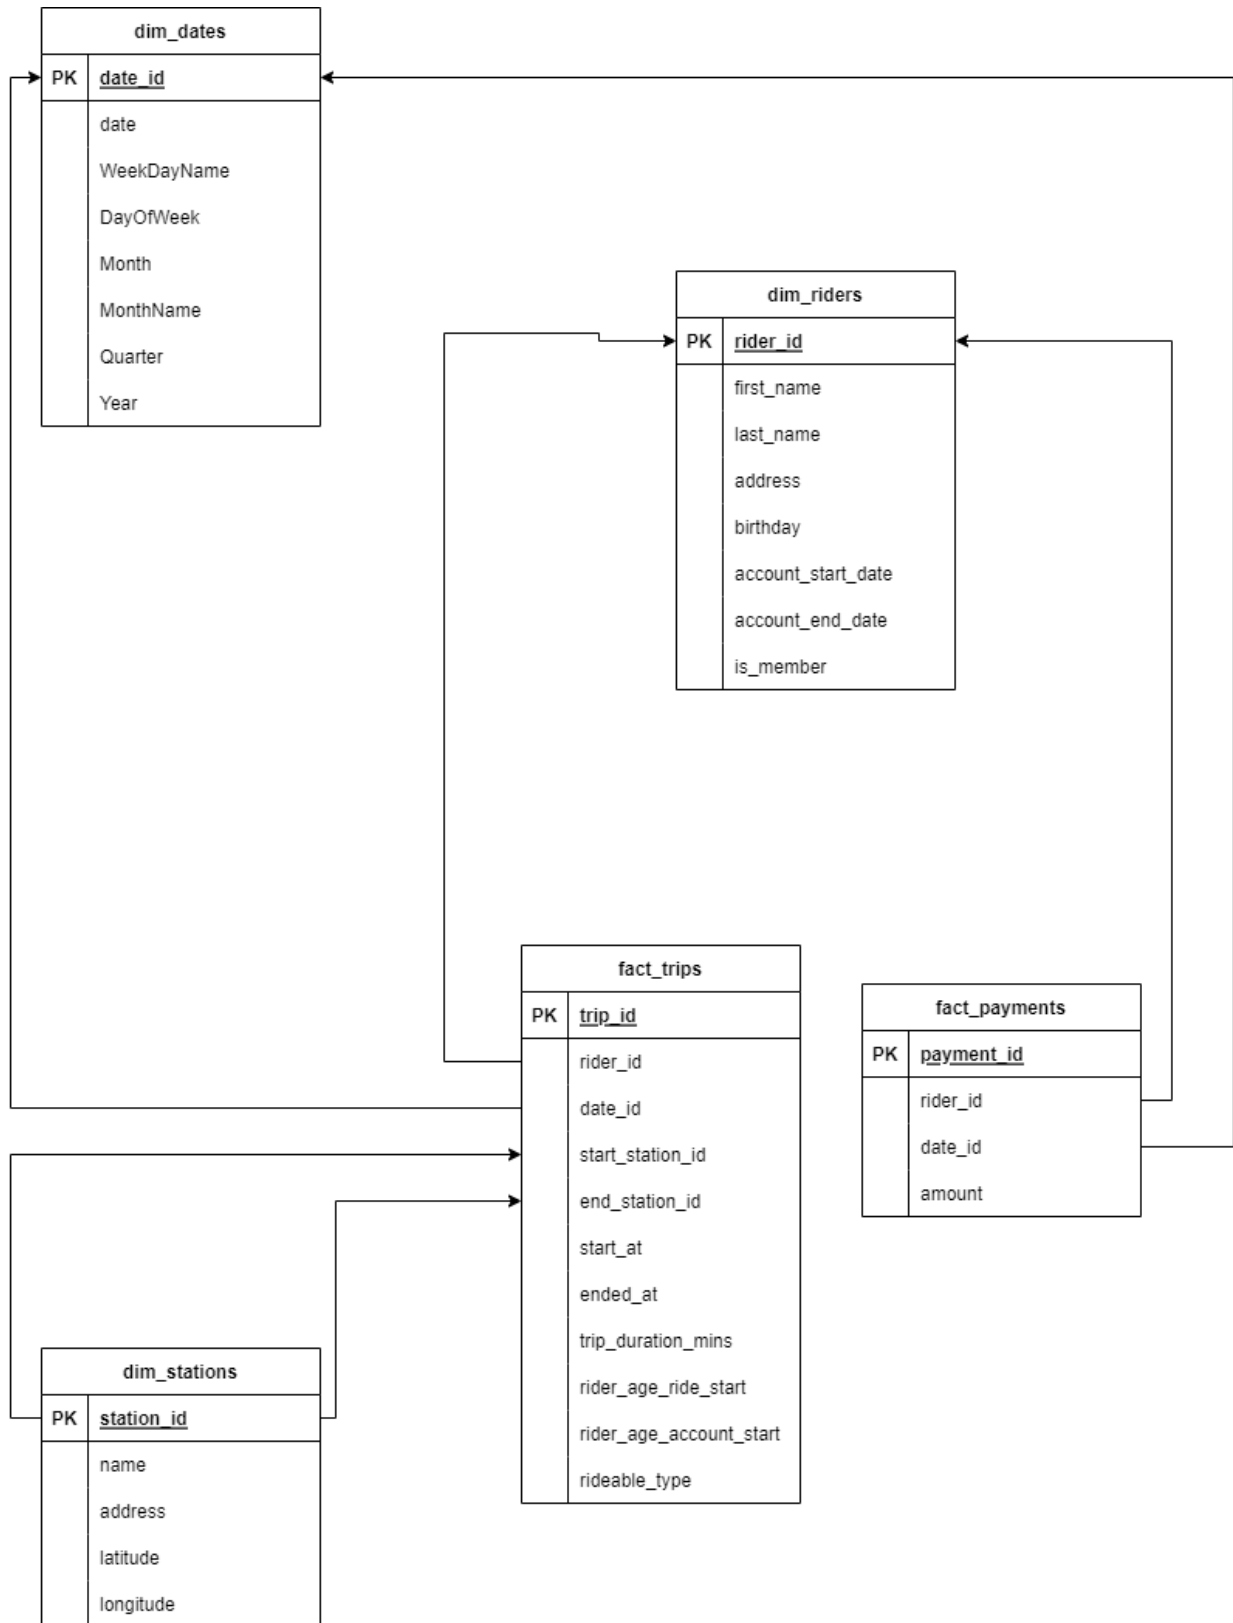 dim_dates
PK date_id
date
WeekDayName
DayOfWeek
Month
MonthName
Quarter
Year
dim_riders
PK rider_id
first_name
last_name
address
birthday
account_start_date
account_end_date
is_member
fact_trips
PK trip_id
rider_id
date_id
start_station_id
end_station_id
start_at
ended_at
trip_duration_mins
rider_age_ride_start
rider_age_account_start
rideable_type
fact_payments
PK payment_id
rider_id
date_id
amount
dim_stations
PK station_id
name
address
latitude
longitude